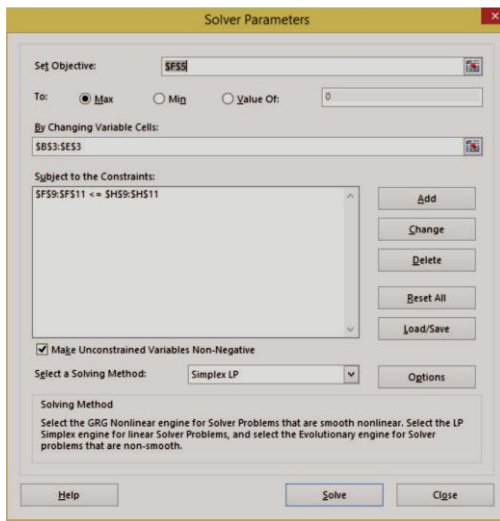 Solver Parameters
x
Set Objective: $F$5
To: Max Min Value Of: 0
By Changing Variable Cells:
$B$3:$E$3
Subject to the Constraints:
$F$9:$F$11 <= $H$9:$H$11
Add
Change
Delete
Reset All
Load/Save
Make Unconstrained Variables Non-Negative
Select a Solving Method: Simplex LP Options
Solving Method
Select the GRG Nonlinear engine for Solver Problems that are smooth nonlinear. Select the LP
Simplex engine for linear Solver Problems, and select the Evolutionary engine for Solver
problems that are non-smooth.
Help Solve Close